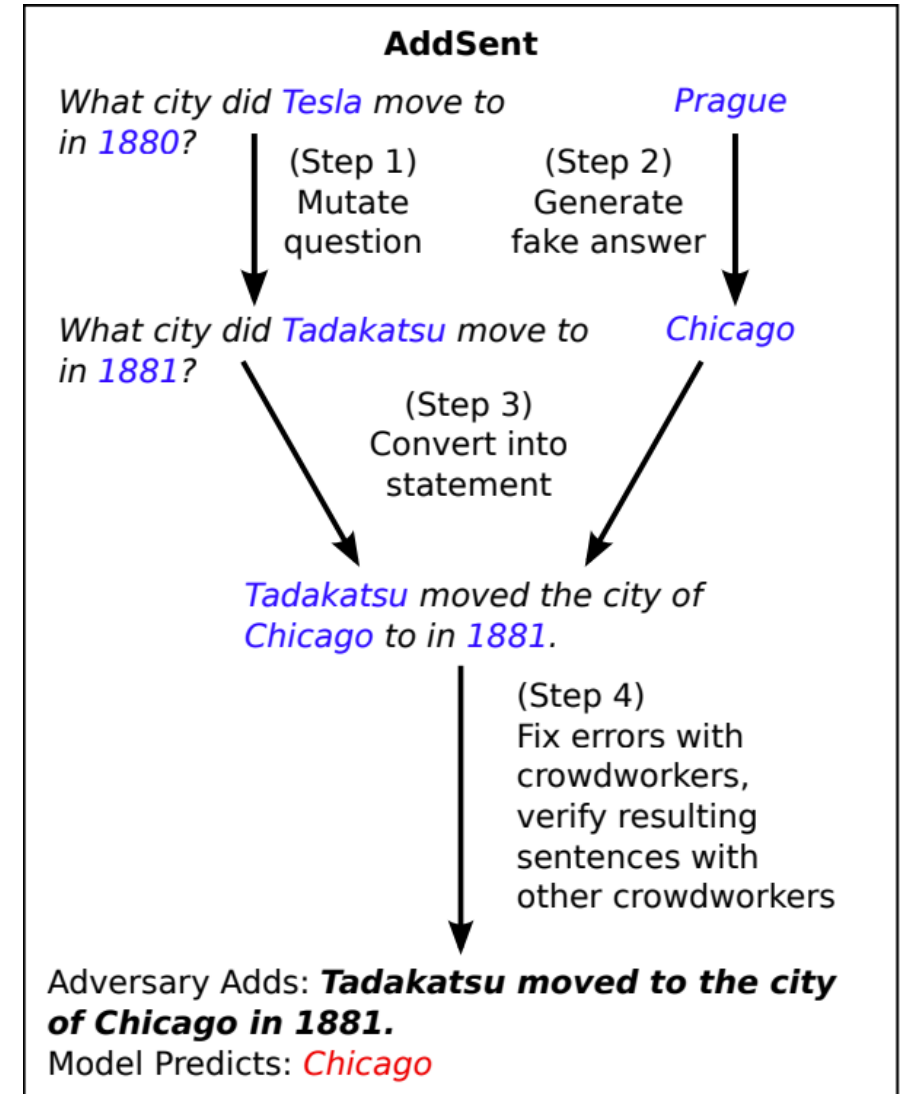 AddSent
What city did Tesla move to
in 1880?
Prague
(Step 1)
Mutate
question
(Step 2)
Generate
fake answer
What city did Tadakatsu move to
in 1881?
Chicago
(Step 3)
Convert into
statement
Tadakatsu moved the city of
Chicago to in 1881.
(Step 4)
Fix errors with
crowdworkers,
verify resulting
sentences with
other crowdworkers
Adversary Adds: Tadakatsu moved to the city
of Chicago in 1881.
Model Predicts: Chicago